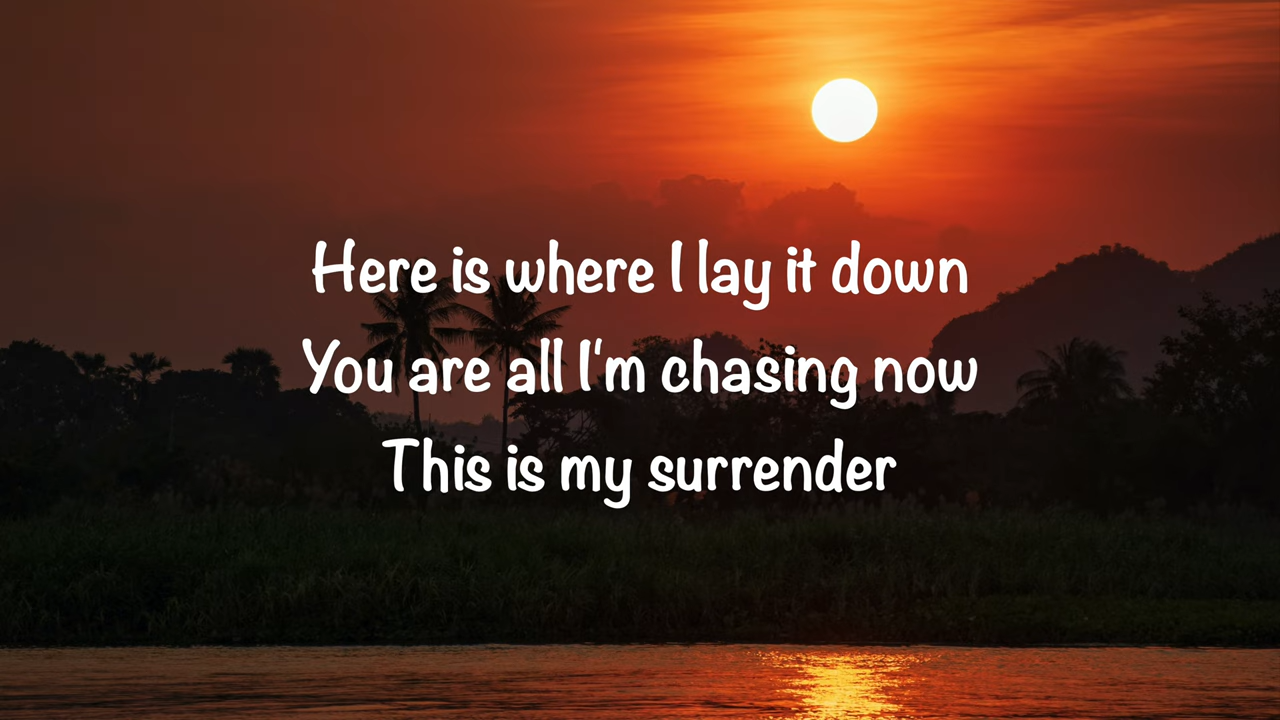 Here is where I lay it down
You are all I'm chasing now
This is my surrender